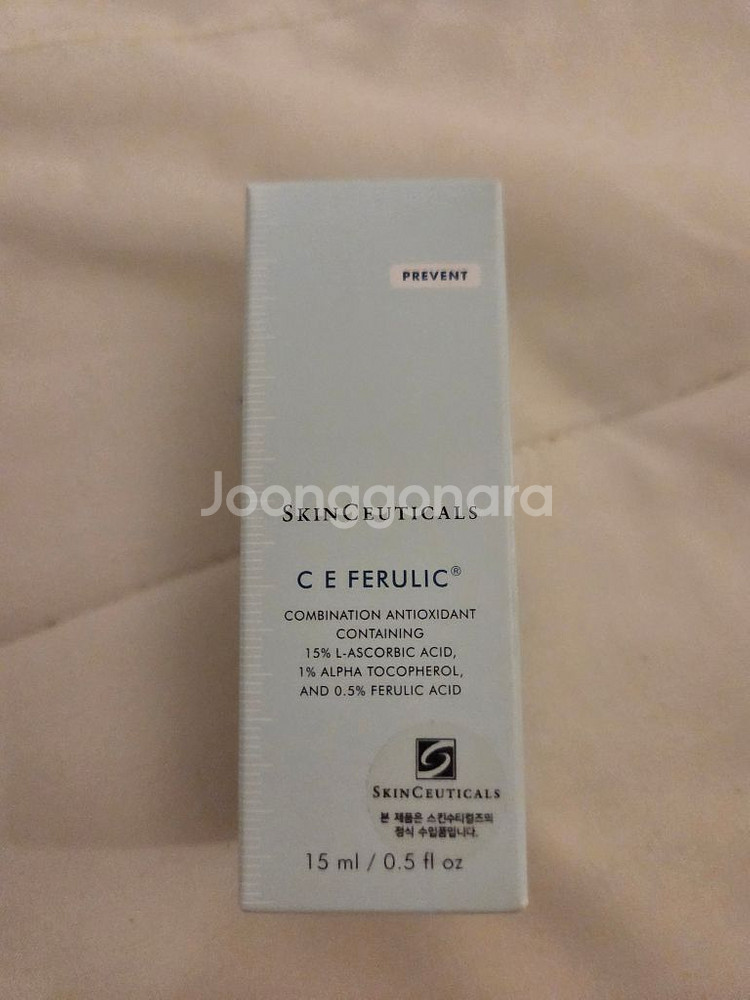 PREVENT
Joonggonara
SKINCEUTICALS
C E FERULIC®
COMBINATION ANTIOXIDANT
CONTAINING
15% L-ASCORBIC ACID,
1% ALPHA TOCOPHEROL,
AND 0.5% FERULIC ACID
SKINCEUTICALS
본 제품은 스킨수티컬즈의
정식 수입품입니다.
15 ml / 0.5 fl oz